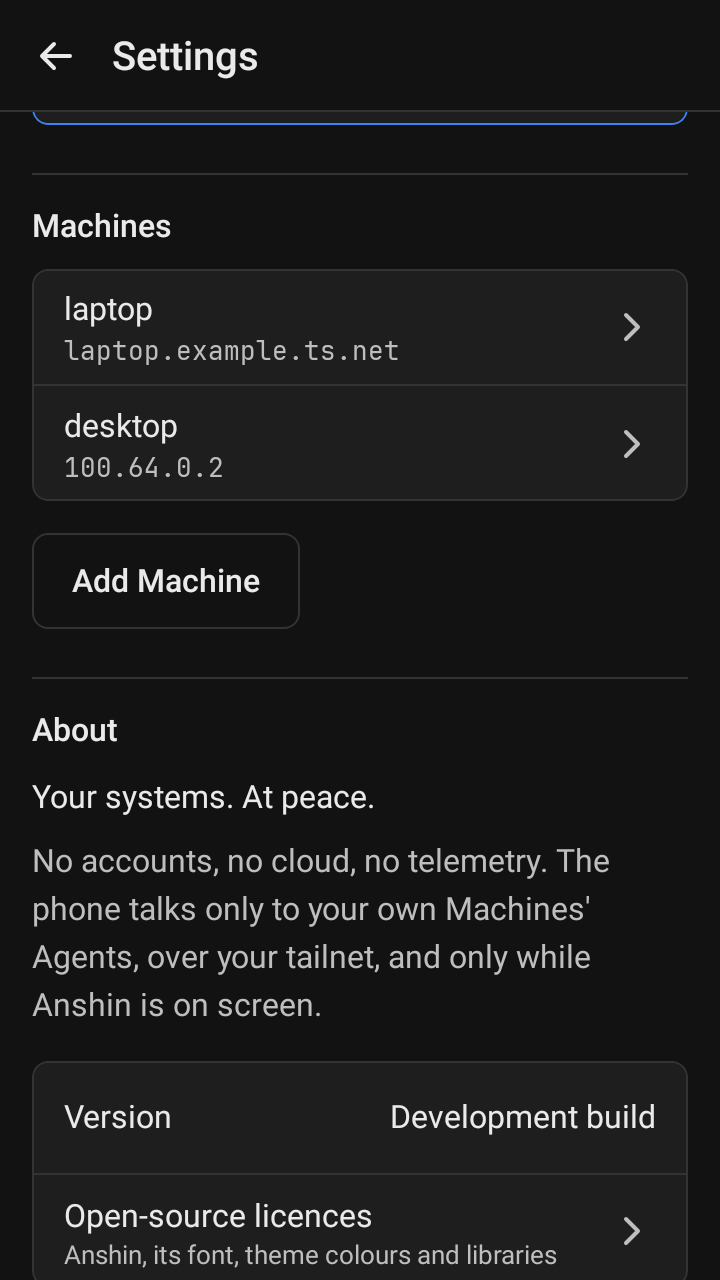 Settings
Machines
laptop
laptop.example.ts.net
desktop
100.64.0.2
Add Machine
About
Your systems. At peace.
No accounts, no cloud, no telemetry. The
phone talks only to your own Machines'
Agents, over your tailnet, and only while
Anshin is on screen.
Version
Development build
Open-source licences
Anshin, its font, theme colours and libraries